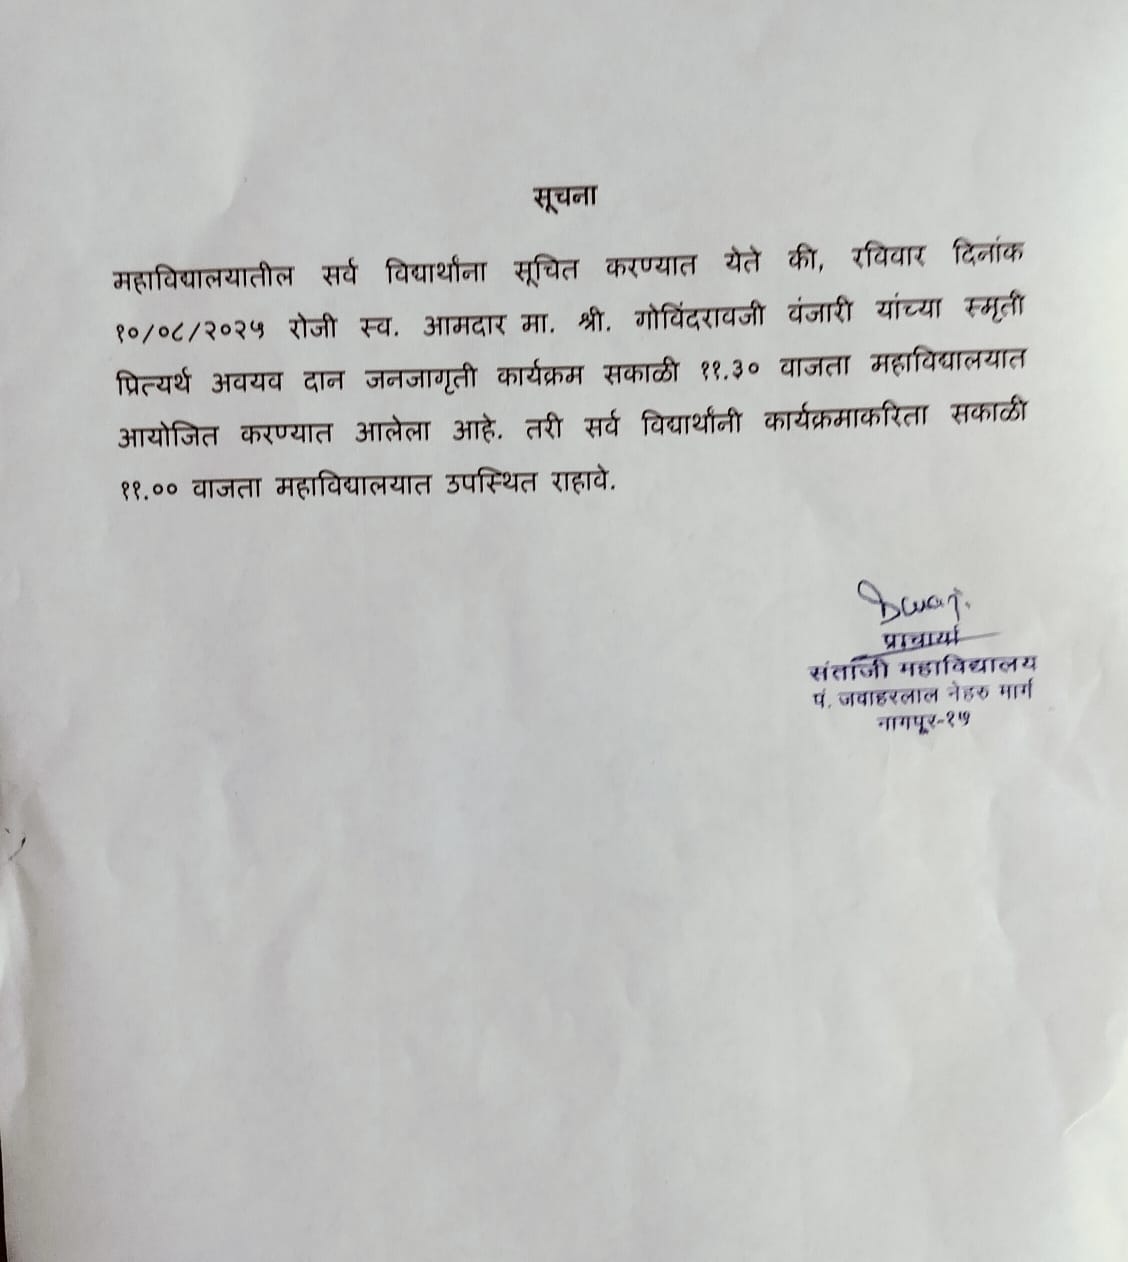 सूचना
महाविद्यालयातील सर्व विद्यार्थांना सूचित करण्यात येते की, रविवार दिनांक
१०/०८/२०२५ रोजी स्व. आमदार मा. श्री. गोविंदरावजी वंजारी यांच्या स्मृती
प्रित्यर्थ अवयव दान जनजागृती कार्यक्रम सकाळी ११.३० वाजता महाविद्यालयात
आयोजित करण्यात आलेला आहे. तरी सर्व विद्यार्थांनी कार्यक्रमाकरिता सकाळी
११.०० वाजता महाविद्यालयात उपस्थित राहावे.
प्राचार्या
संताजी महाविद्यालय
पं. जवाहरलाल नेहरु मार्ग
नागपूर-१५